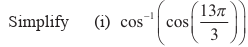 Simplify (i) cos⁻¹(cos(13π/3))